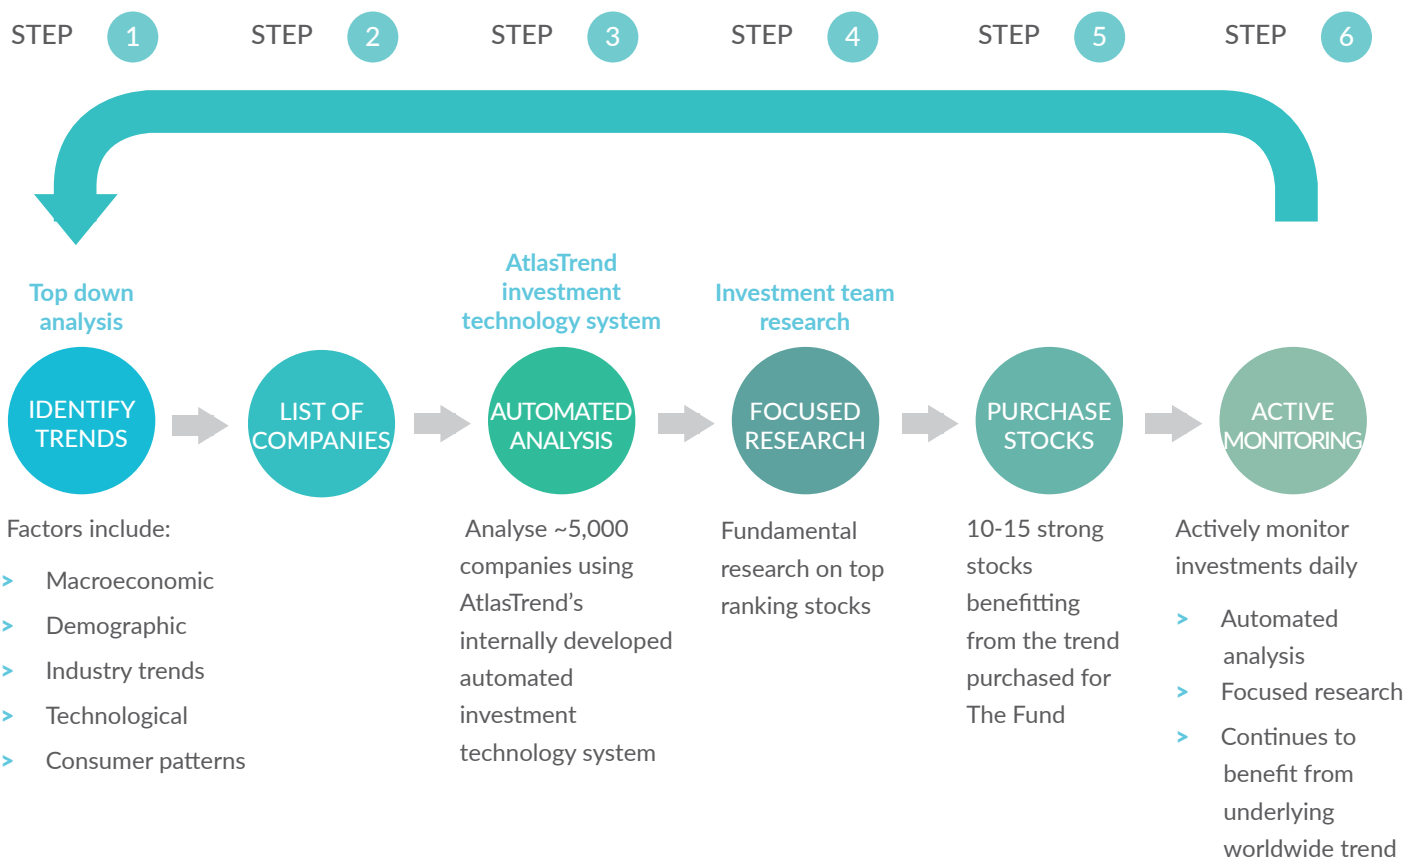 STEP 1
STEP 2
STEP 3
STEP 4
STEP 5
STEP 6
Top down
analysis
IDENTIFY
TRENDS
Factors include:
> Macroeconomic
> Demographic
> Industry trends
> Technological
> Consumer patterns
LIST OF
COMPANIES
AtlasTrend
investment
technology system
AUTOMATED
ANALYSIS
Analyse ~5,000
companies using
AtlasTrend’s
internally developed
automated
investment
technology system
Investment team
research
FOCUSED
RESEARCH
Fundamental
research on top
ranking stocks
PURCHASE
STOCKS
10-15 strong
stocks
benefitting
from the trend
purchased for
The Fund
ACTIVE
MONITORING
Actively monitor
investments daily
> Automated
analysis
> Focused research
> Continues to
benefit from
underlying
worldwide trend